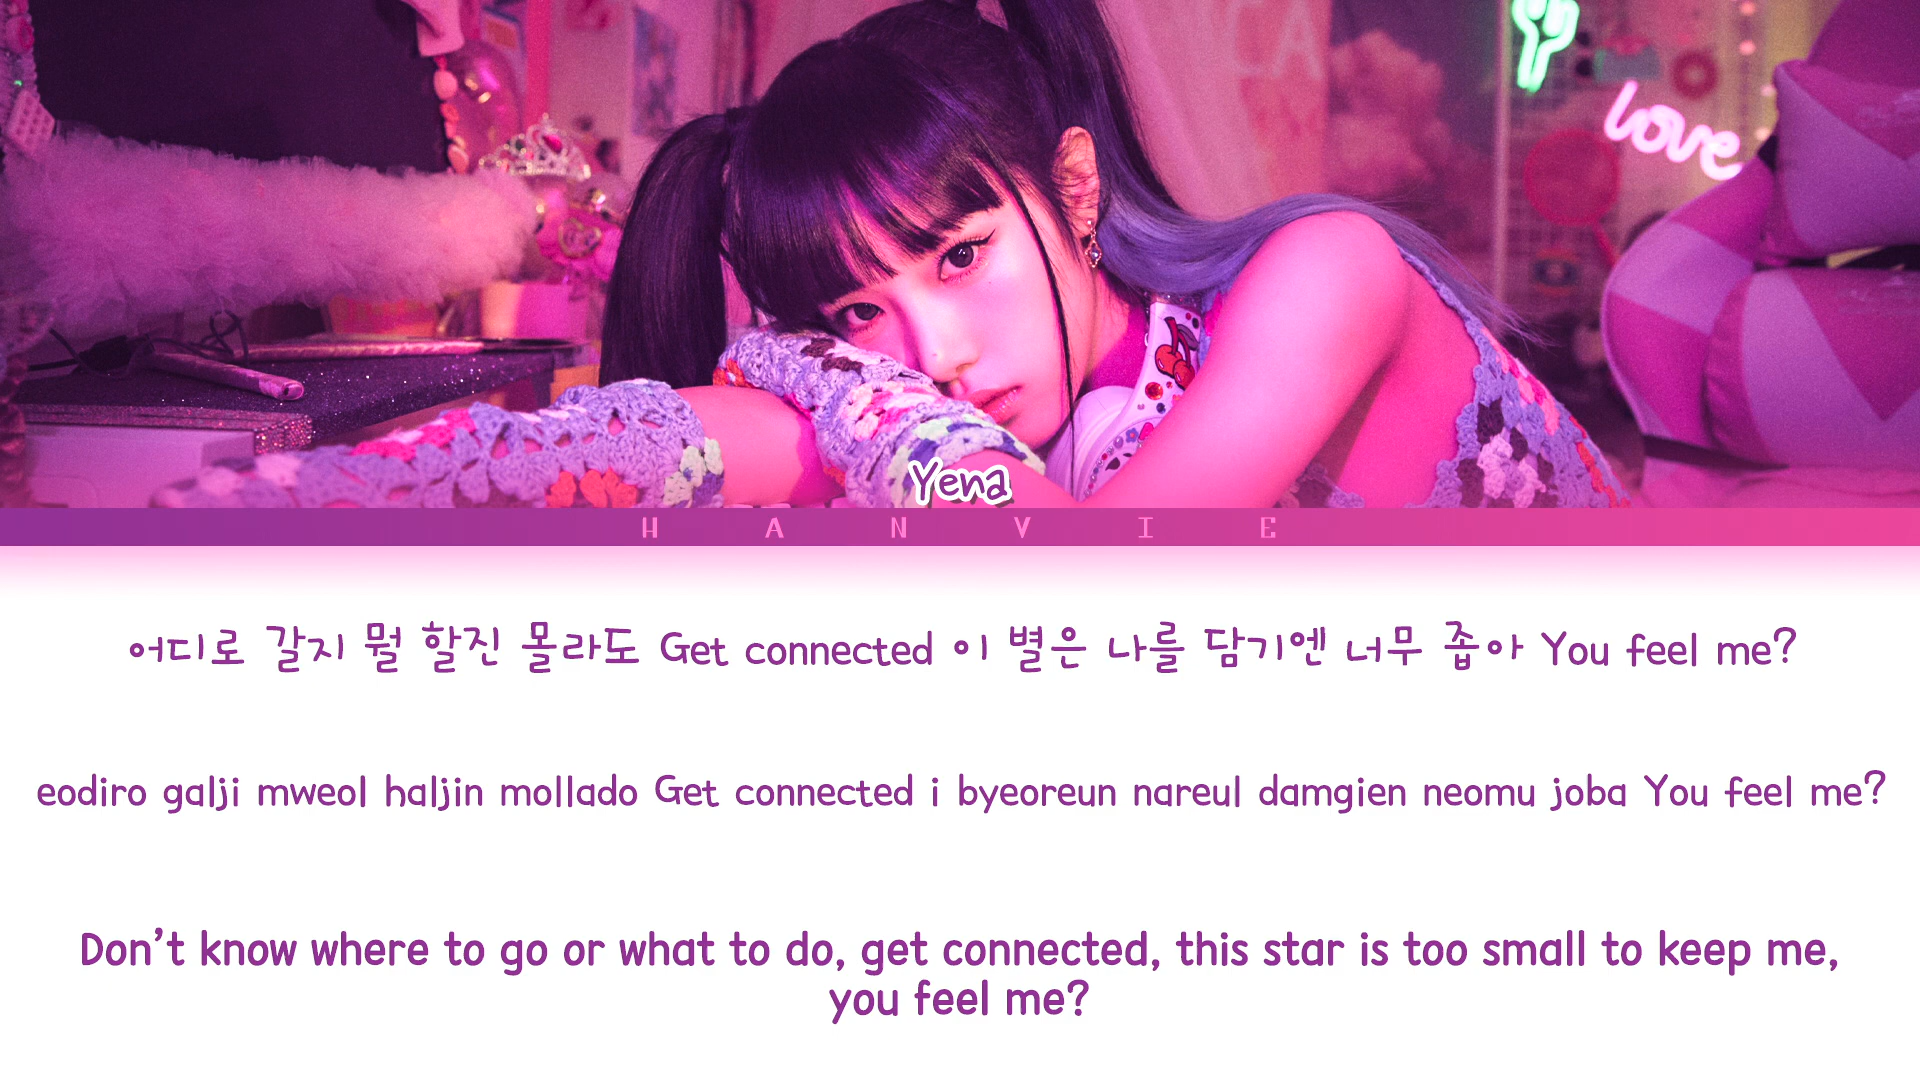 CA
love
Yena
HANVIE
어디로 갈지 뭘 할진 몰라도 Get connected 이 별은 나를 담기엔 너무 좁아 You feel me?
eodiro galji mweol haljin mollado Get connected i byeoreun nareul damgien neomu joba You feel me?
Don't know where to go or what to do, get connected, this star is too small to keep me,
you feel me?